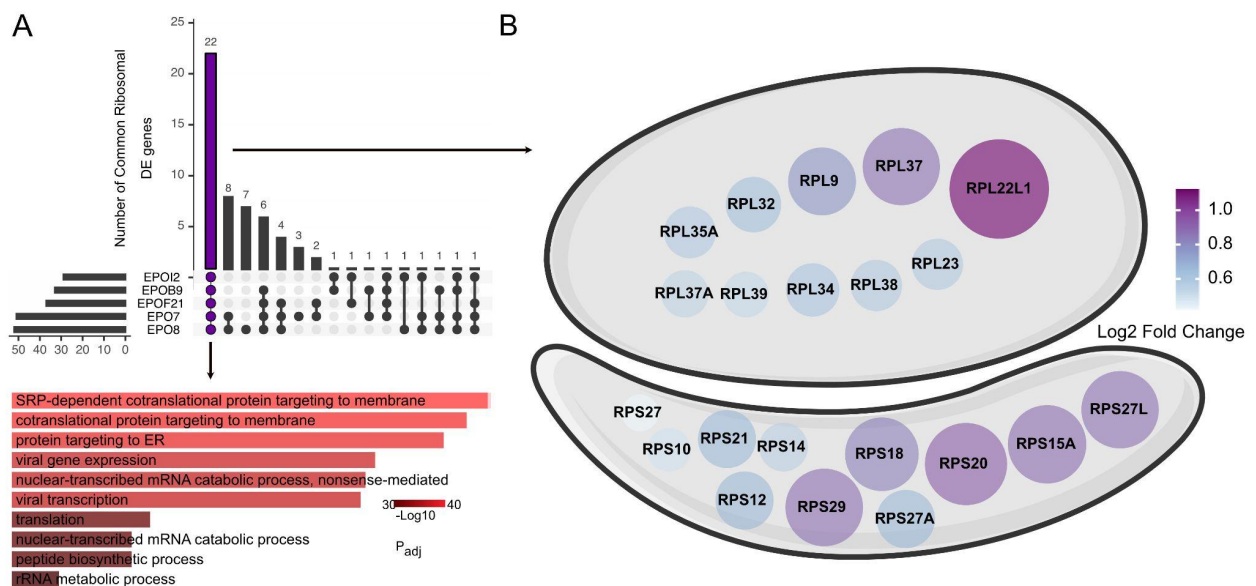 A
Number of Common Ribosomal
DE genes
25
20
15
10
5
22
8
7
6
4
3
2
1 1 1 1 1 1 1 1 1
EPOI2
EPOB9
EPOF21
EPO7
EPO8
50 40 30 20 10 0
SRP-dependent cotranslational protein targeting to membrane
cotranslational protein targeting to membrane
protein targeting to ER
viral gene expression
nuclear-transcribed mRNA catabolic process, nonsense-mediated
viral transcription
translation
nuclear-transcribed mRNA catabolic process
peptide biosynthetic process
rRNA metabolic process
30 40
-Log10
Padj
B
RPL22L1
RPL37
RPL9
RPL32
RPL35A
RPL23
RPL37A
RPL39
RPL34
RPL38
1.0
0.8
0.6
Log2 Fold Change
RPS27
RPS10
RPS21
RPS14
RPS18
RPS20
RPS15A
RPS27L
RPS12
RPS29
RPS27A